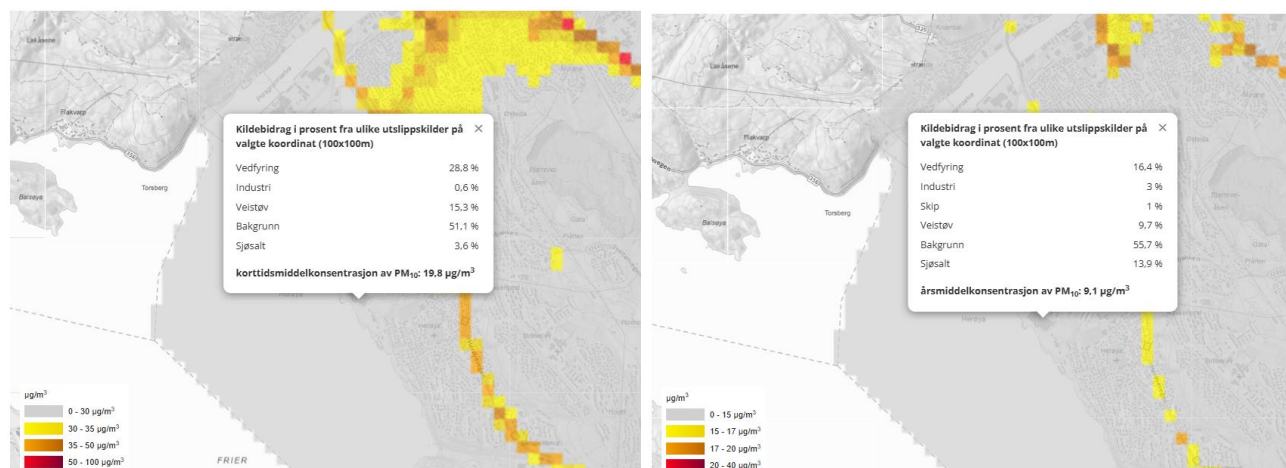 Kildebidrag i prosent fra ulike utslippskilder på
valgte koordinat (100x100m)
Vedfyring 28,8 %
Industri 0,6 %
Veistøv 15,3 %
Bakgrunn 51,1 %
Sjøsalt 3,6 %
korttidsmiddelkonsentrasjon av PM₁₀: 19,8 µg/m³
Flakvarp
Torsberg
Balsøya
µg/m³
0 - 30 µg/m³
30 - 35 µg/m³
35 - 50 µg/m³
50 - 100 µg/m³
FRIER
Kildebidrag i prosent fra ulike utslippskilder på
valgte koordinat (100x100m)
Vedfyring 16,4 %
Industri 3 %
Skip 1 %
Veistøv 9,7 %
Bakgrunn 55,7 %
Sjøsalt 13,9 %
årsmiddelkonsentrasjon av PM₁₀: 9,1 µg/m³
Flakvarp
Torsberg
Herøya
Herøya
µg/m³
0 - 15 µg/m³
15 - 17 µg/m³
17 - 20 µg/m³
20 - 40 µg/m³